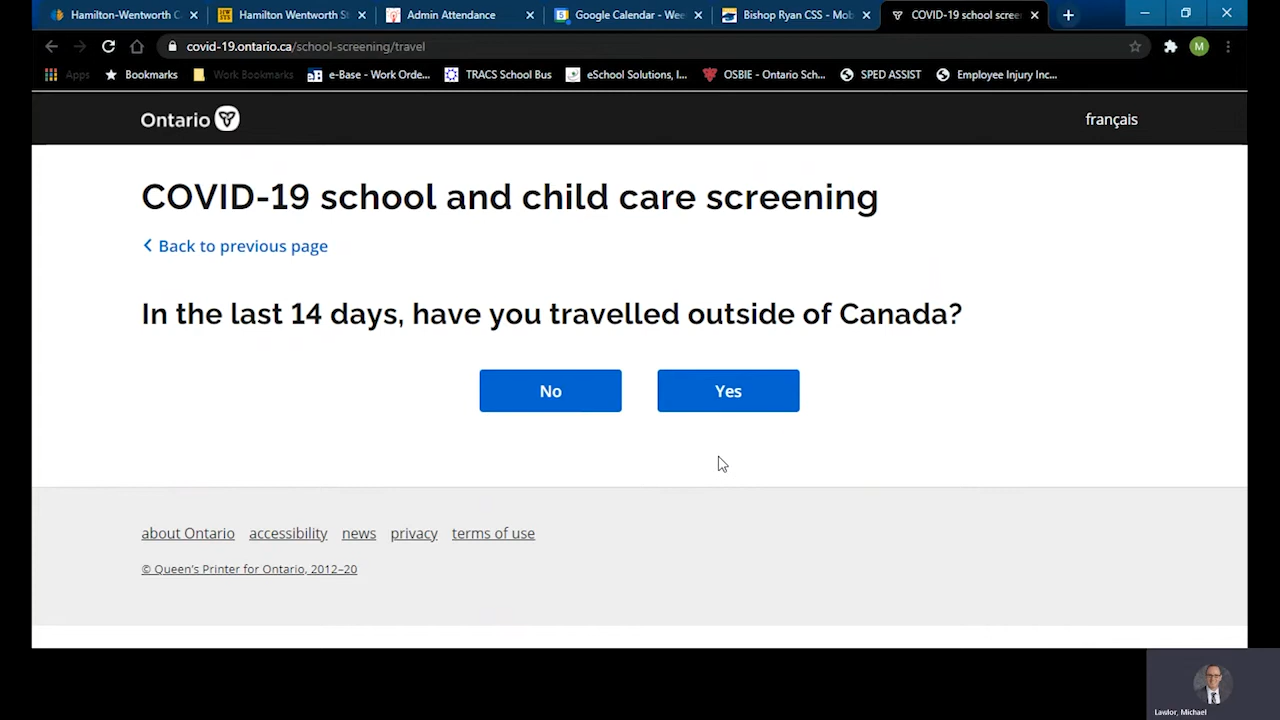 Hamilton-Wentworth C
Hamilton Wentworth St
Admin Attendance
Google Calendar - Wee
Bishop Ryan CSS - Mob
COVID-19 school scree
covid-19.ontario.ca/school-screening/travel
M
Apps
Bookmarks
Work Bookmarks
e-Base - Work Orde...
TRACS School Bus
eSchool Solutions, I...
OSBIE - Ontario Sch...
SPED ASSIST
Employee Injury Inc...
Ontario
français
COVID-19 school and child care screening
Back to previous page
In the last 14 days, have you travelled outside of Canada?
No
Yes
about Ontario
accessibility
news
privacy
terms of use
© Queen's Printer for Ontario, 2012–20
Lawlor, Michael